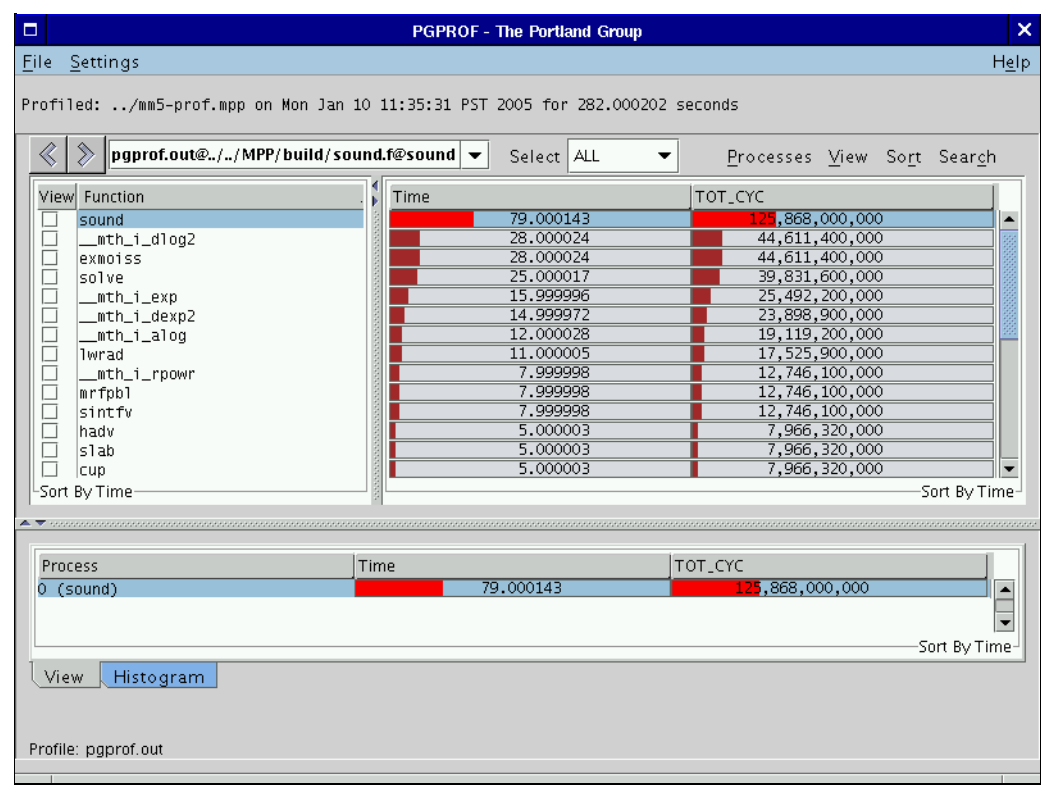 PGPROF - The Portland Group
File Settings Help
Profiled: ../mm5-prof.mpp on Mon Jan 10 11:35:31 PST 2005 for 282.000202 seconds
pgprof.out@../../MPP/build/sound.f@sound Select ALL Processes View Sort Search
View Function Time TOT_CYC
sound 79.000143 125,868,000,000
__mth_i_dlog2 28.000024 44,611,400,000
exmoiss 28.000024 44,611,400,000
solve 25.000017 39,831,600,000
__mth_i_exp 15.999996 25,492,200,000
__mth_i_dexp2 14.999972 23,898,900,000
__mth_i_alog 12.000028 19,119,200,000
lwrad 11.000005 17,525,900,000
__mth_i_rpowr 7.999998 12,746,100,000
mrfpbl 7.999998 12,746,100,000
sintfv 7.999998 12,746,100,000
hadv 5.000003 7,966,320,000
slab 5.000003 7,966,320,000
cup 5.000003 7,966,320,000
Sort By Time Sort By Time
Process Time TOT_CYC
0 (sound) 79.000143 125,868,000,000
Sort By Time
View Histogram
Profile: pgprof.out